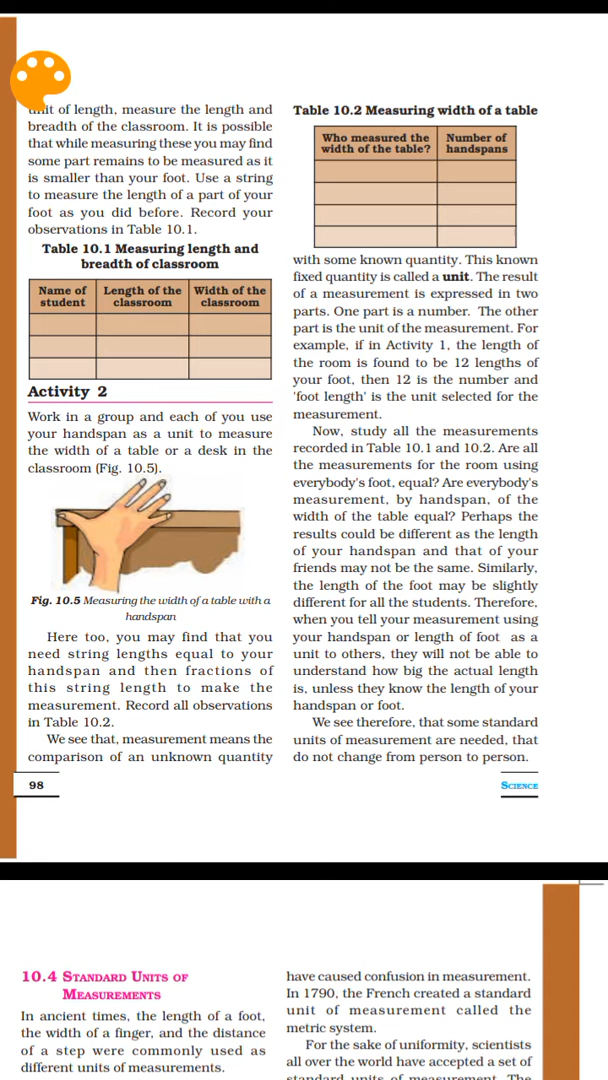 unit of length, measure the length and
breadth of the classroom. It is possible
that while measuring these you may find
some part remains to be measured as it
is smaller than your foot. Use a string
to measure the length of a part of your
foot as you did before. Record your
observations in Table 10.1.
Table 10.1 Measuring length and
breadth of classroom
Name of student	Length of the classroom	Width of the classroom
Activity 2
Work in a group and each of you use
your handspan as a unit to measure
the width of a table or a desk in the
classroom (Fig. 10.5).
Fig. 10.5 Measuring the width of a table with a
handspan
Here too, you may find that you
need string lengths equal to your
handspan and then fractions of
this string length to make the
measurement. Record all observations
in Table 10.2.
We see that, measurement means the
comparison of an unknown quantity
Table 10.2 Measuring width of a table
Who measured the width of the table?	Number of handspans
with some known quantity. This known
fixed quantity is called a unit. The result
of a measurement is expressed in two
parts. One part is a number. The other
part is the unit of the measurement. For
example, if in Activity 1, the length of
the room is found to be 12 lengths of
your foot, then 12 is the number and
'foot length' is the unit selected for the
measurement.
Now, study all the measurements
recorded in Table 10.1 and 10.2. Are all
the measurements for the room using
everybody's foot, equal? Are everybody's
measurement, by handspan, of the
width of the table equal? Perhaps the
results could be different as the length
of your handspan and that of your
friends may not be the same. Similarly,
the length of the foot may be slightly
different for all the students. Therefore,
when you tell your measurement using
your handspan or length of foot as a
unit to others, they will not be able to
understand how big the actual length
is, unless they know the length of your
handspan or foot.
We see therefore, that some standard
units of measurement are needed, that
do not change from person to person.
98
SCIENCE
10.4 STANDARD UNITS OF
MEASUREMENTS
In ancient times, the length of a foot,
the width of a finger, and the distance
of a step were commonly used as
different units of measurements.
have caused confusion in measurement.
In 1790, the French created a standard
unit of measurement called the
metric system.
For the sake of uniformity, scientists
all over the world have accepted a set of
standard units of measurement. The